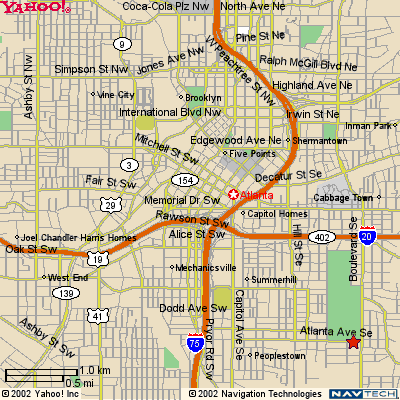 YAHOO!
Coca-Cola Plz Nw
North Ave Ne
9
Pine St Ne
Jones Ave Nw
W Peachtree St Nw
Ralph McGill Blvd Ne
Simpson St Nw
Ashby St Nw
Highland Ave Ne
Vine City
Brooklyn
International Blvd Nw
Irwin St Ne
Inman Park
Mitchell St Sw
Edgewood Ave Ne
Shermantown
Five Points
3
Decatur St Se
Fair St Sw
154
Atlanta
Cabbage Town
29
Memorial Dr Sw
Rawson St Sw
Capitol Homes
Joel Chandler Harris Homes
Alice St Sw
Hill St Se
402
20
Boulevard Se
Oak St Sw
19
West End
Mechanicsville
Summerhill
139
Dodd Ave Sw
41
Ashby St Sw
Capitol Ave Se
Atlanta Ave Se
75
Pryor Rd Sw
Peoplestown
1.0 km
0.5 mi
©2002 Yahoo! Inc
©2002 Navigation Technologies
NAVTECH